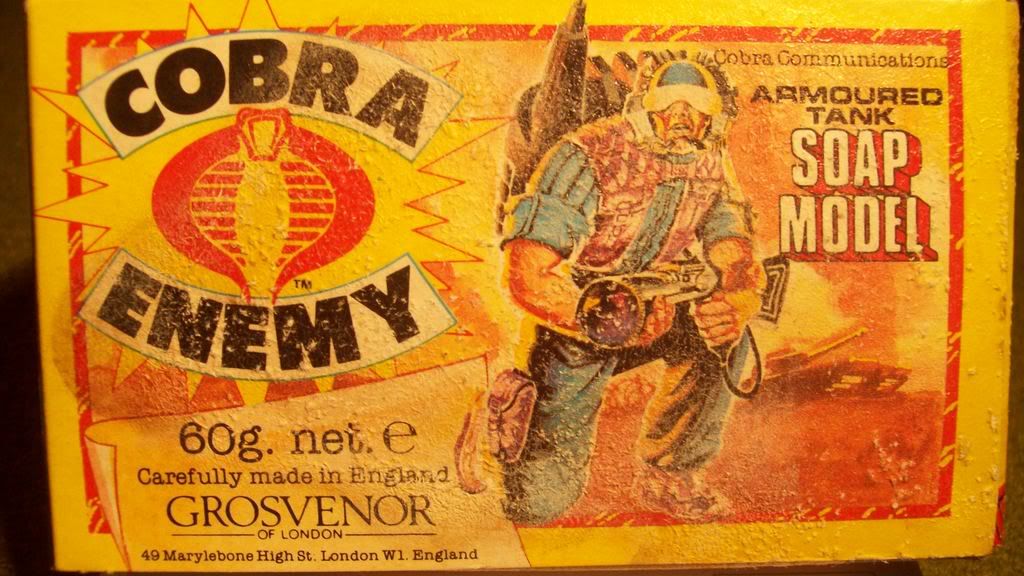 COBRA
ENEMY
TM
60g. net. e
Carefully made in England
GROSVENOR
OF LONDON
49 Marylebone High St. London W1. England
Cobra Communications
ARMOURED
TANK
SOAP
MODEL